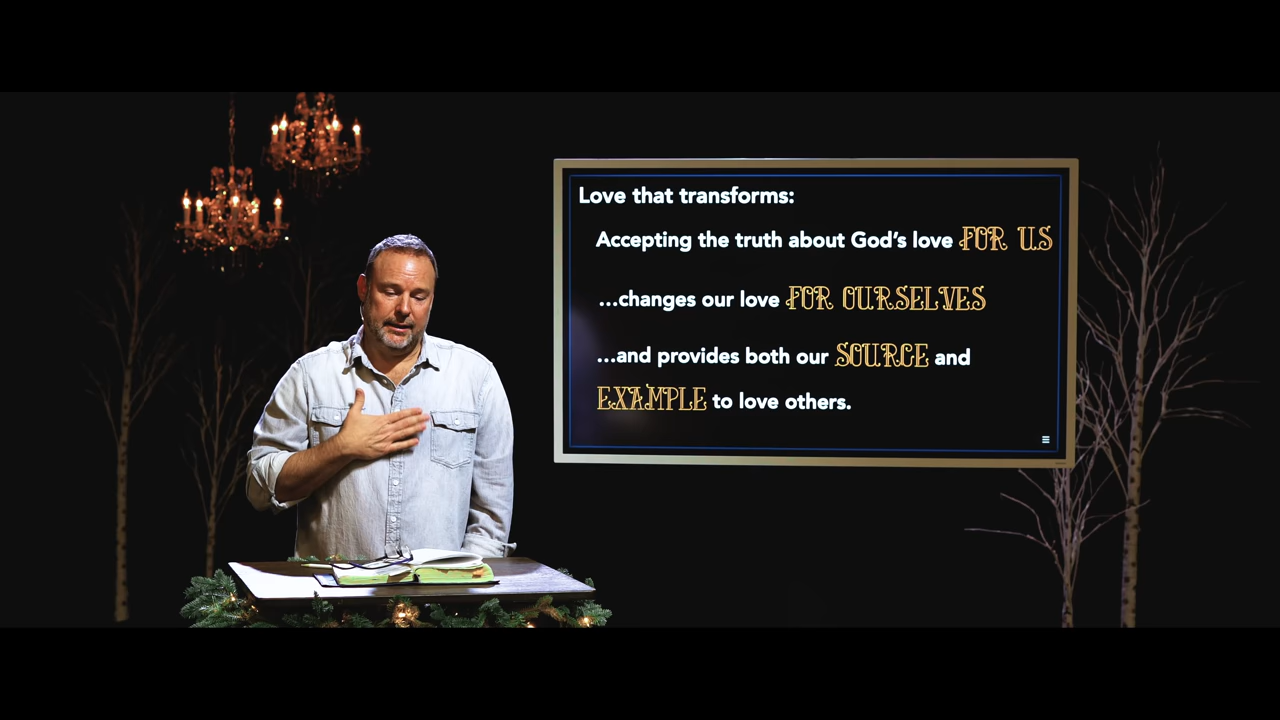 Love that transforms:
Accepting the truth about God's love FOR US
...changes our love FOR OURSELVES
...and provides both our SOURCE and
EXAMPLE to love others.